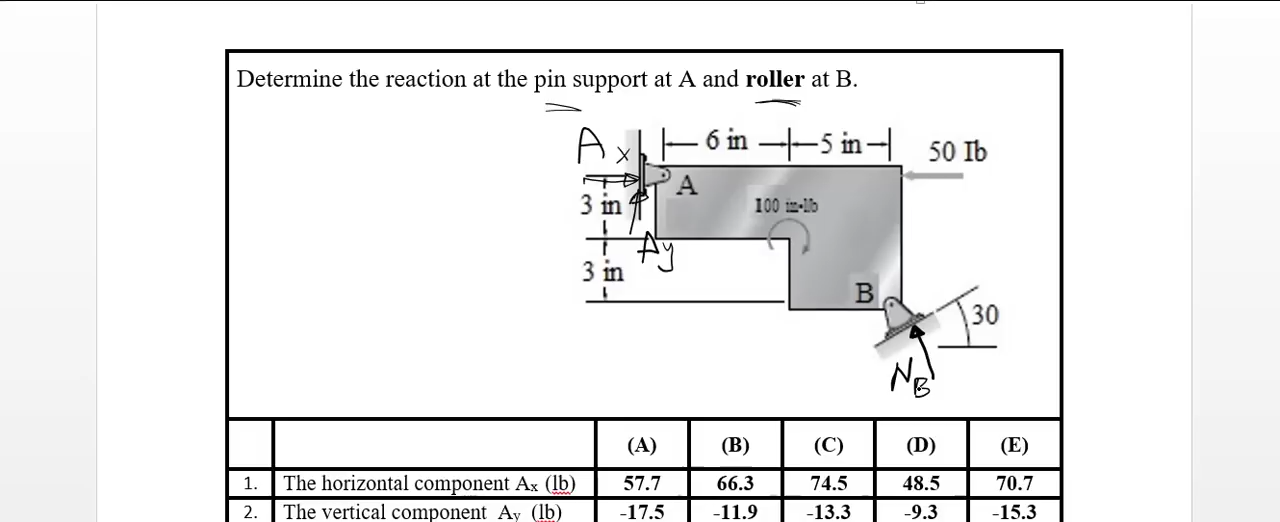 Determine the reaction at the pin support at A and roller at B.
Ax
6 in
5 in
50 Ib
A
3 in
100 in•lb
Ay
3 in
B
30
NB
(A) (B) (C) (D) (E)
1. The horizontal component Ax (lb) 57.7 66.3 74.5 48.5 70.7
2. The vertical component Ay (lb) -17.5 -11.9 -13.3 -9.3 -15.3